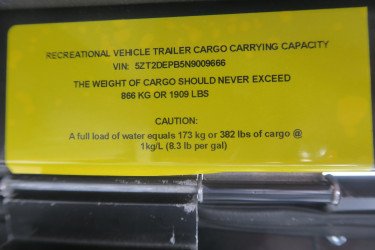 RECREATIONAL VEHICLE TRAILER CARGO CARRYING CAPACITY
VIN: 5ZT2DEPB5N9009666
THE WEIGHT OF CARGO SHOULD NEVER EXCEED
866 KG OR 1909 LBS
CAUTION:
A full load of water equals 173 kg or 382 lbs of cargo @
1kg/L (8.3 lb per gal)